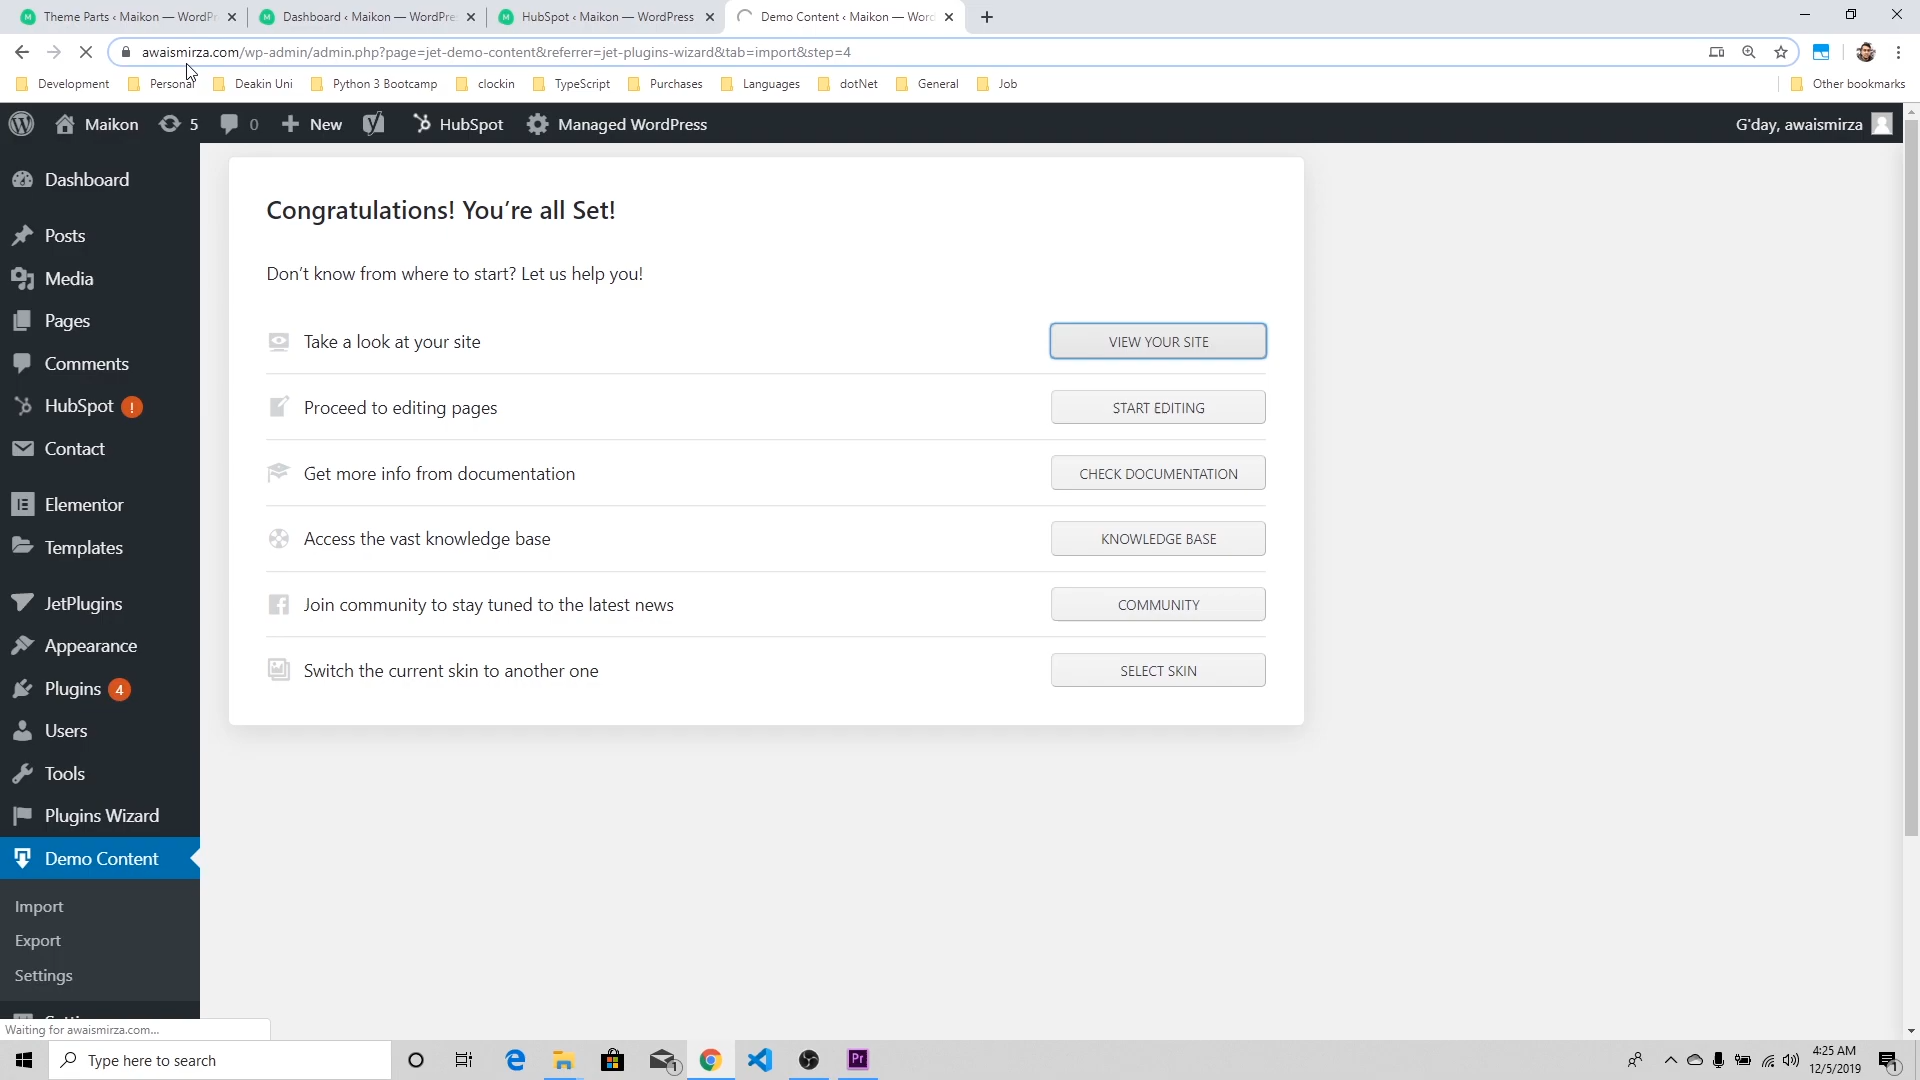 Theme Parts ‹ Maikon — WordPr
Dashboard ‹ Maikon — WordPre
HubSpot ‹ Maikon — WordPress
Demo Content ‹ Maikon — Word
awaismirza.com/wp-admin/admin.php?page=jet-demo-content&referrer=jet-plugins-wizard&tab=import&step=4
Development
Personal
Deakin Uni
Python 3 Bootcamp
clockin
TypeScript
Purchases
Languages
dotNet
General
Job
Other bookmarks
Maikon
5
0
New
HubSpot
Managed WordPress
G'day, awaismirza
Dashboard
Posts
Media
Pages
Comments
HubSpot !
Contact
Elementor
Templates
JetPlugins
Appearance
Plugins 4
Users
Tools
Plugins Wizard
Demo Content
Import
Export
Settings
Congratulations! You’re all Set!
Don’t know from where to start? Let us help you!
Take a look at your site
VIEW YOUR SITE
Proceed to editing pages
START EDITING
Get more info from documentation
CHECK DOCUMENTATION
Access the vast knowledge base
KNOWLEDGE BASE
Join community to stay tuned to the latest news
COMMUNITY
Switch the current skin to another one
SELECT SKIN
Waiting for awaismirza.com...
Type here to search
1
Pr
4:25 AM
12/5/2019
1